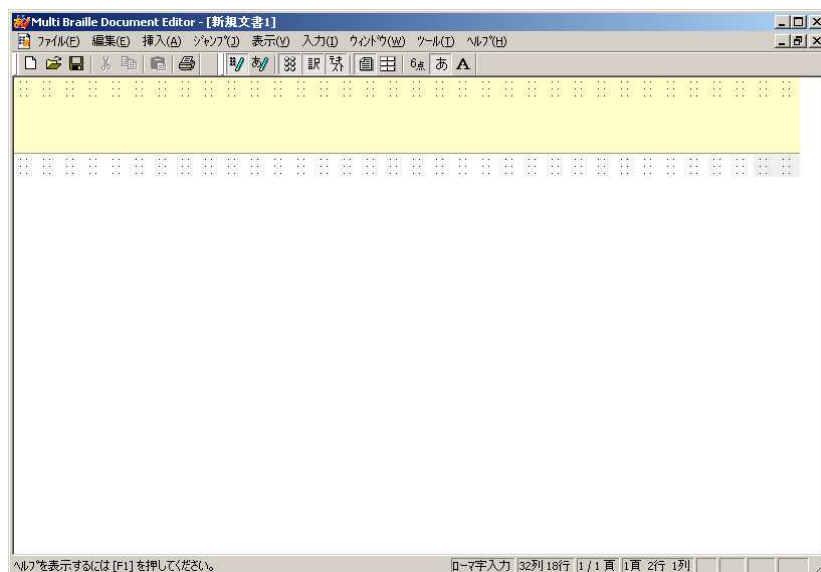 Multi Braille Document Editor - [新規文書1]
ファイル(F) 編集(E) 挿入(A) ジャンプ(J) 表示(V) 入力(I) ウィンドウ(W) ツール(T) ヘルプ(H)
あ 訳 6点 あ A
ヘルプを表示するには [F1] を押してください。 ローマ字入力 32列 18行 1 / 1 頁 1頁 2行 1列